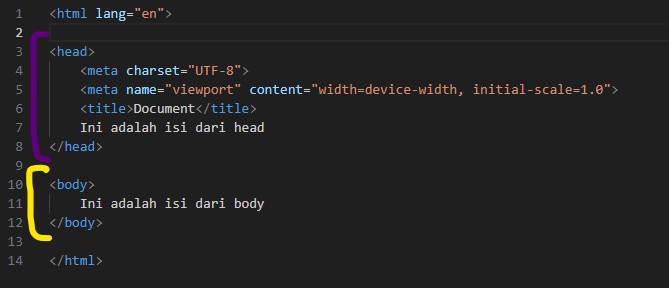 1 <html lang="en">
2
3 <head>
4 <meta charset="UTF-8">
5 <meta name="viewport" content="width=device-width, initial-scale=1.0">
6 <title>Document</title>
7 Ini adalah isi dari head
8 </head>
9
10 <body>
11 Ini adalah isi dari body
12 </body>
13
14 </html>